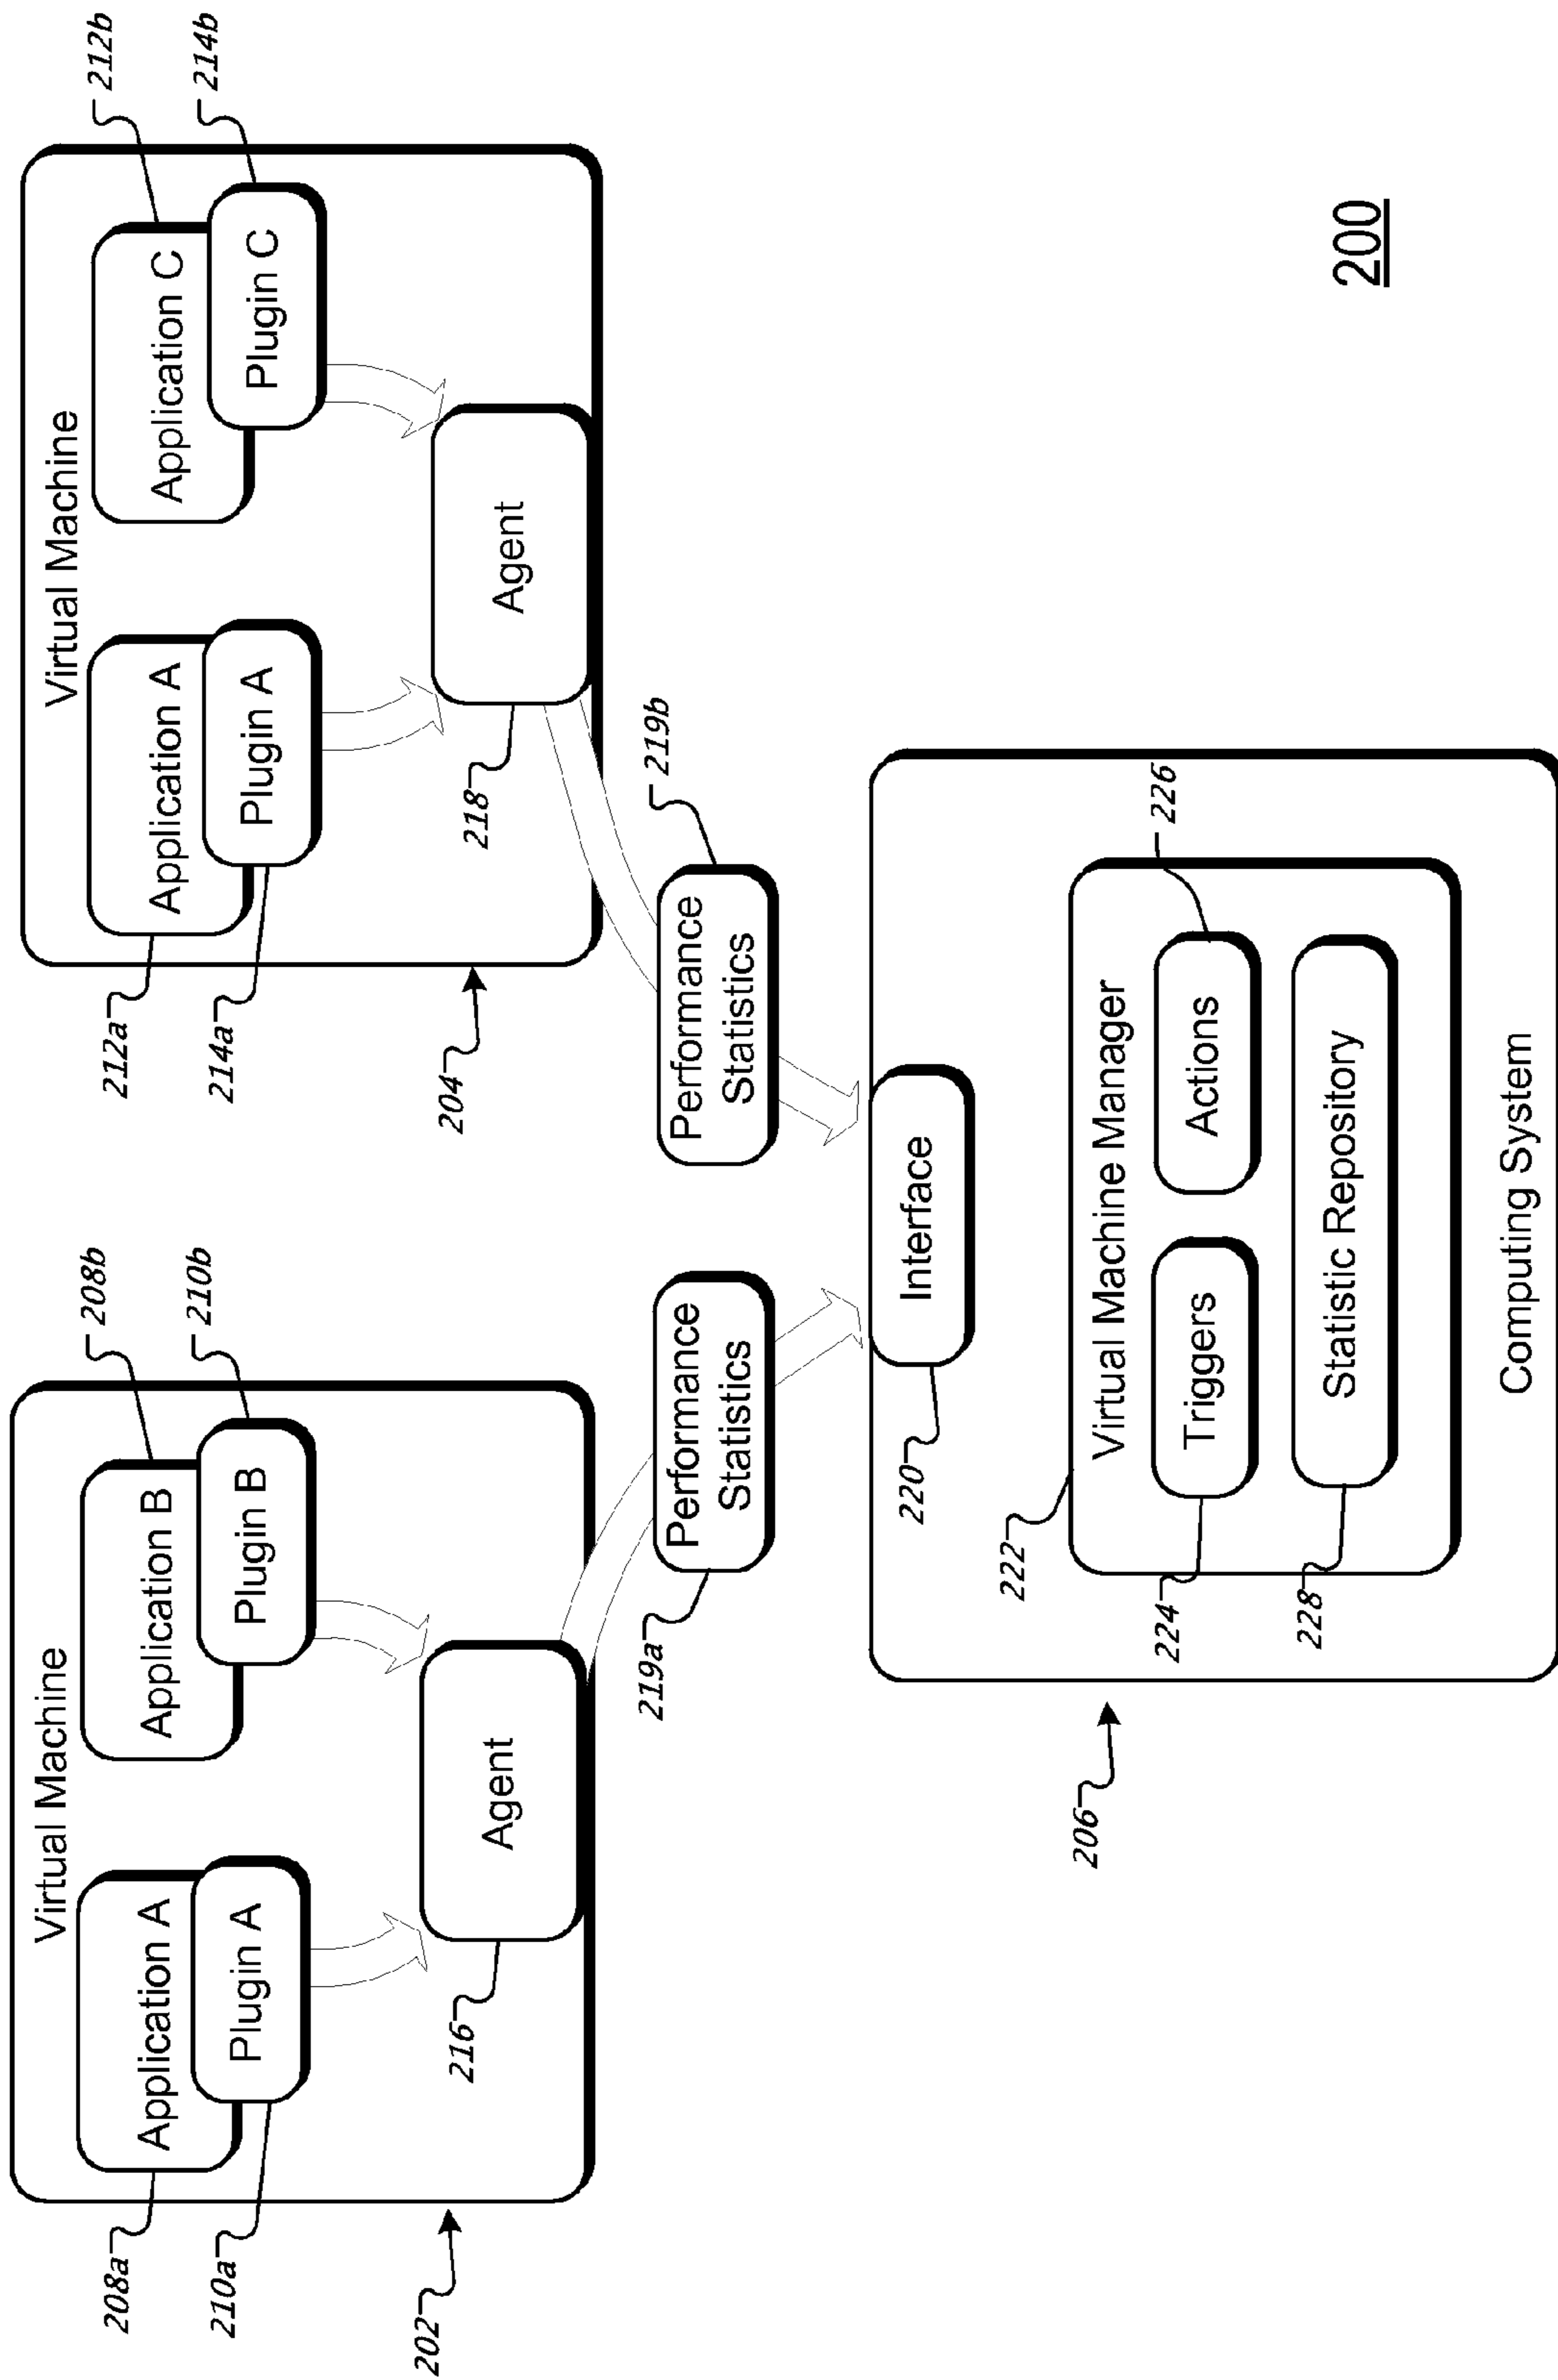 Virtual Machine
Application A
Plugin A
Application B
Plugin B
Agent
208a
210a
202
216
208b
210b
Virtual Machine
Application A
Plugin A
Application C
Plugin C
Agent
212a
214a
204
218
212b
214b
Performance
Statistics
219a
Performance
Statistics
219b
Interface
220
Virtual Machine Manager
222
Triggers
224
Actions
226
Statistic Repository
228
Computing System
206
200